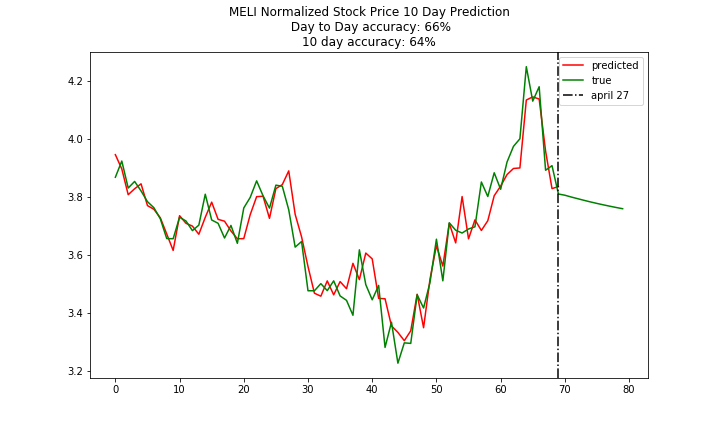 MELI Normalized Stock Price 10 Day Prediction
Day to Day accuracy: 66%
10 day accuracy: 64%
predicted
true
april 27
4.2
4.0
3.8
3.6
3.4
3.2
0 10 20 30 40 50 60 70 80